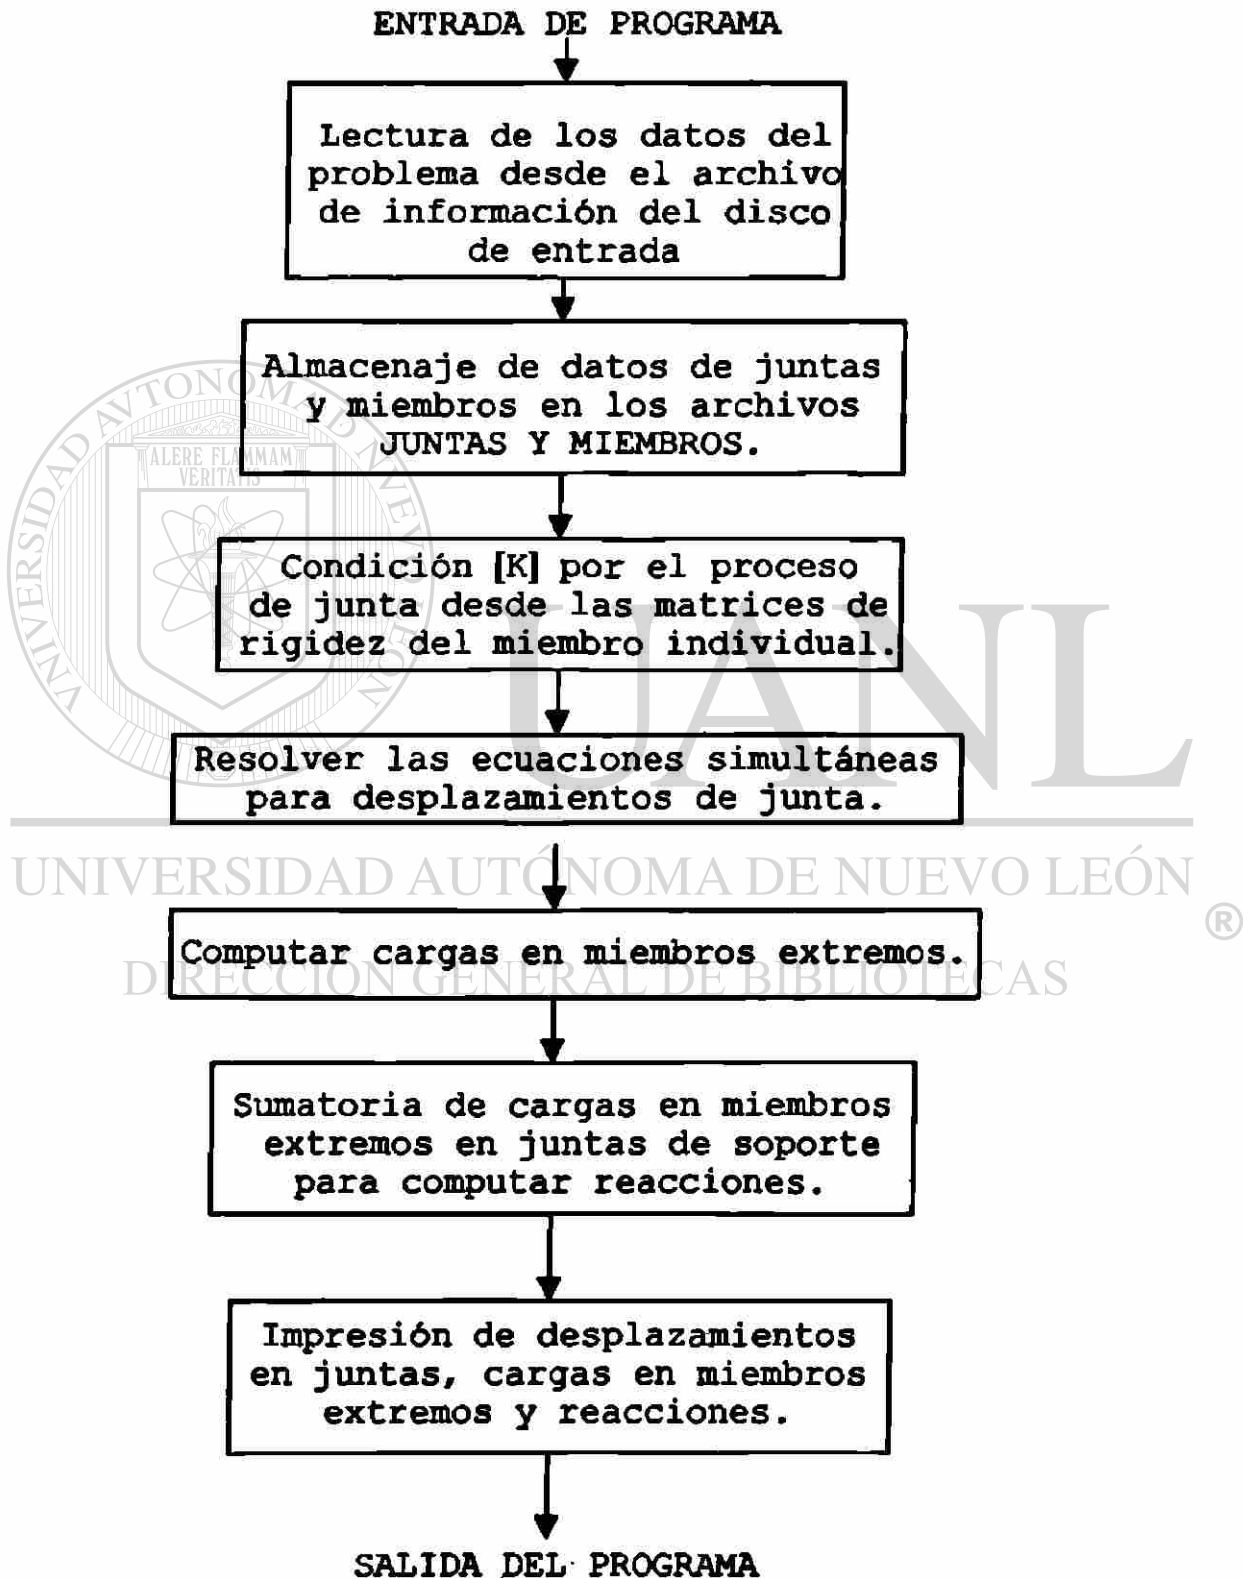 ENTRADA DE PROGRAMA
Lectura de los datos del
problema desde el archivo
de información del disco
de entrada
Almacenaje de datos de juntas
y miembros en los archivos
JUNTAS Y MIEMBROS.
Condición [K] por el proceso
de junta desde las matrices de
rigidez del miembro individual.
Resolver las ecuaciones simultáneas
para desplazamientos de junta.
Computar cargas en miembros extremos.
Sumatoria de cargas en miembros
extremos en juntas de soporte
para computar reacciones.
Impresión de desplazamientos
en juntas, cargas en miembros
extremos y reacciones.
SALIDA DEL PROGRAMA
UNIVERSIDAD AVTONOMA DE NVEVO LEON
ALERE FLAMMAM
VERITATIS
UANL
UNIVERSIDAD AUTÓNOMA DE NUEVO LEÓN
®
DIRECCIÓN GENERAL DE BIBLIOTECAS